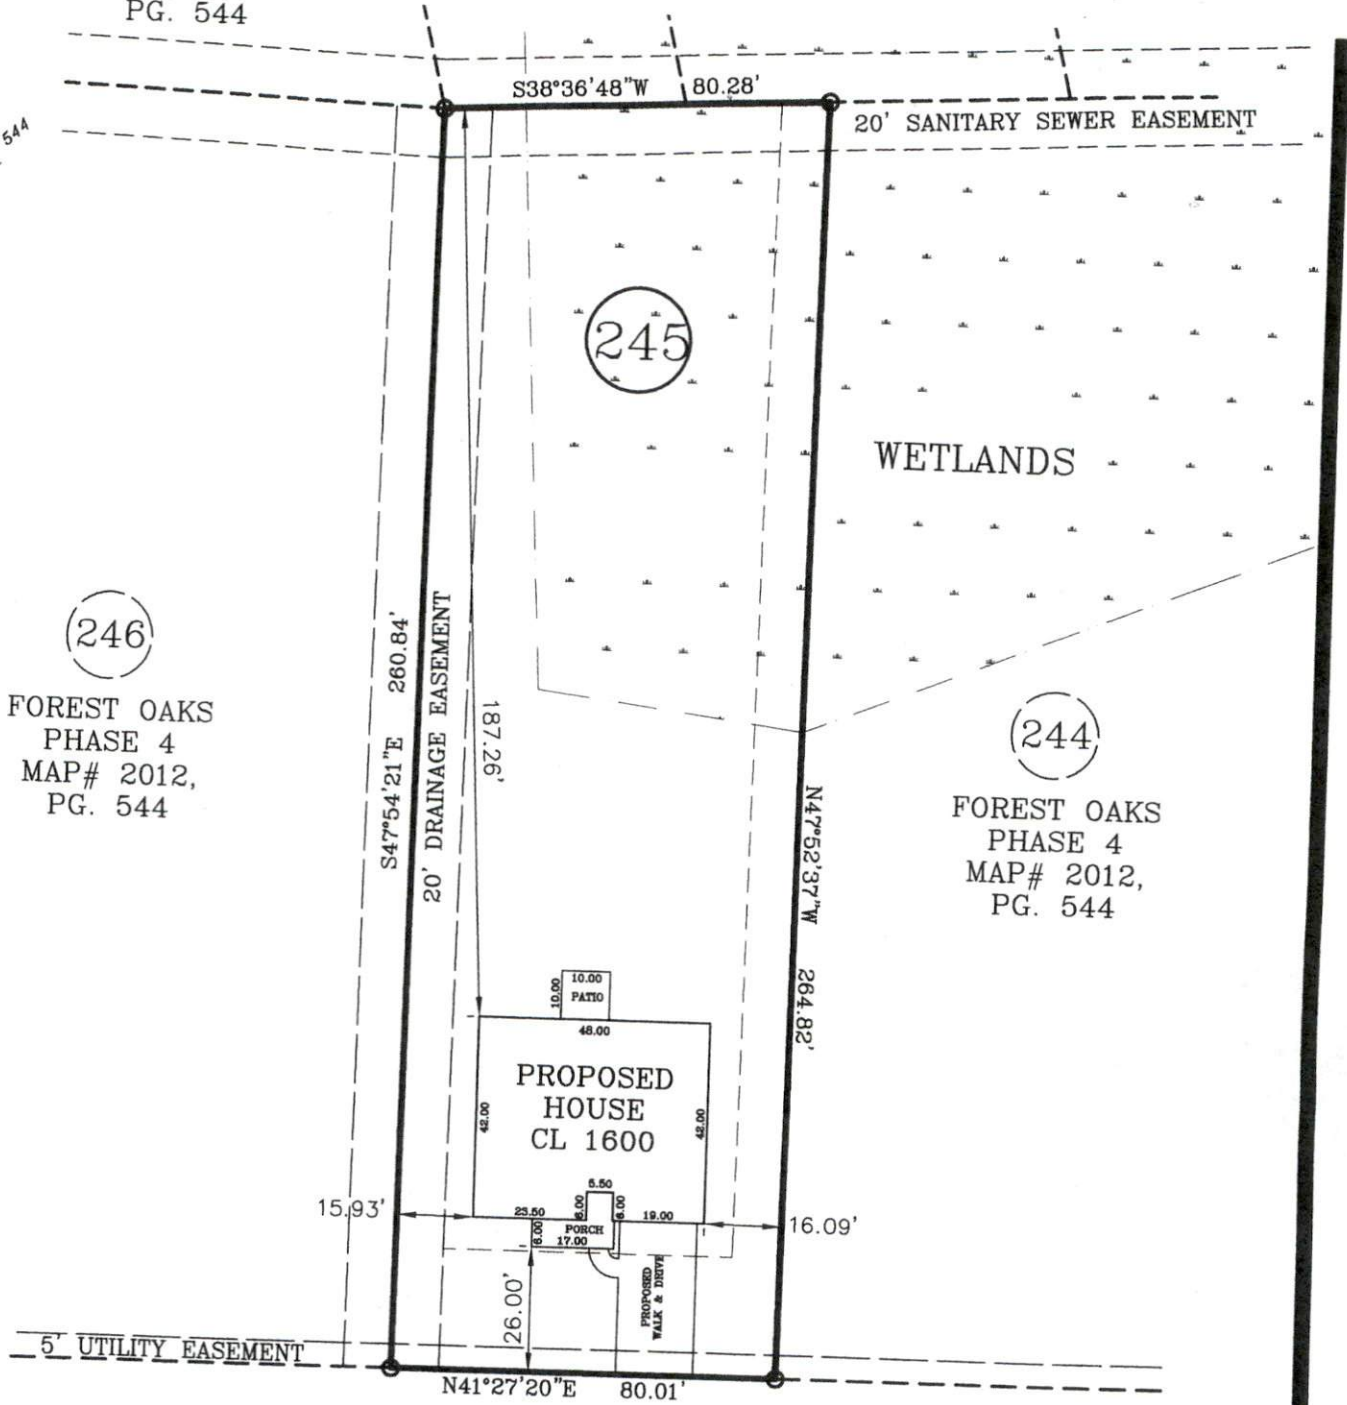 PG. 544
544
S38°36'48"W 80.28'
20' SANITARY SEWER EASEMENT
245
WETLANDS
246
FOREST OAKS
PHASE 4
MAP# 2012,
PG. 544
S47°54'21"E 260.84'
20' DRAINAGE EASEMENT
187.26'
244
FOREST OAKS
PHASE 4
MAP# 2012,
PG. 544
N47°52'37"W 264.82'
10.00
10.00
PATIO
48.00
PROPOSED
HOUSE
CL 1600
42.00
42.00
5.50
6.00
6.00
23.50
19.00
15.93'
16.09'
6.00
PORCH
17.00
PROPOSED
WALK & DRIVE
26.00'
5' UTILITY EASEMENT
N41°27'20"E 80.01'